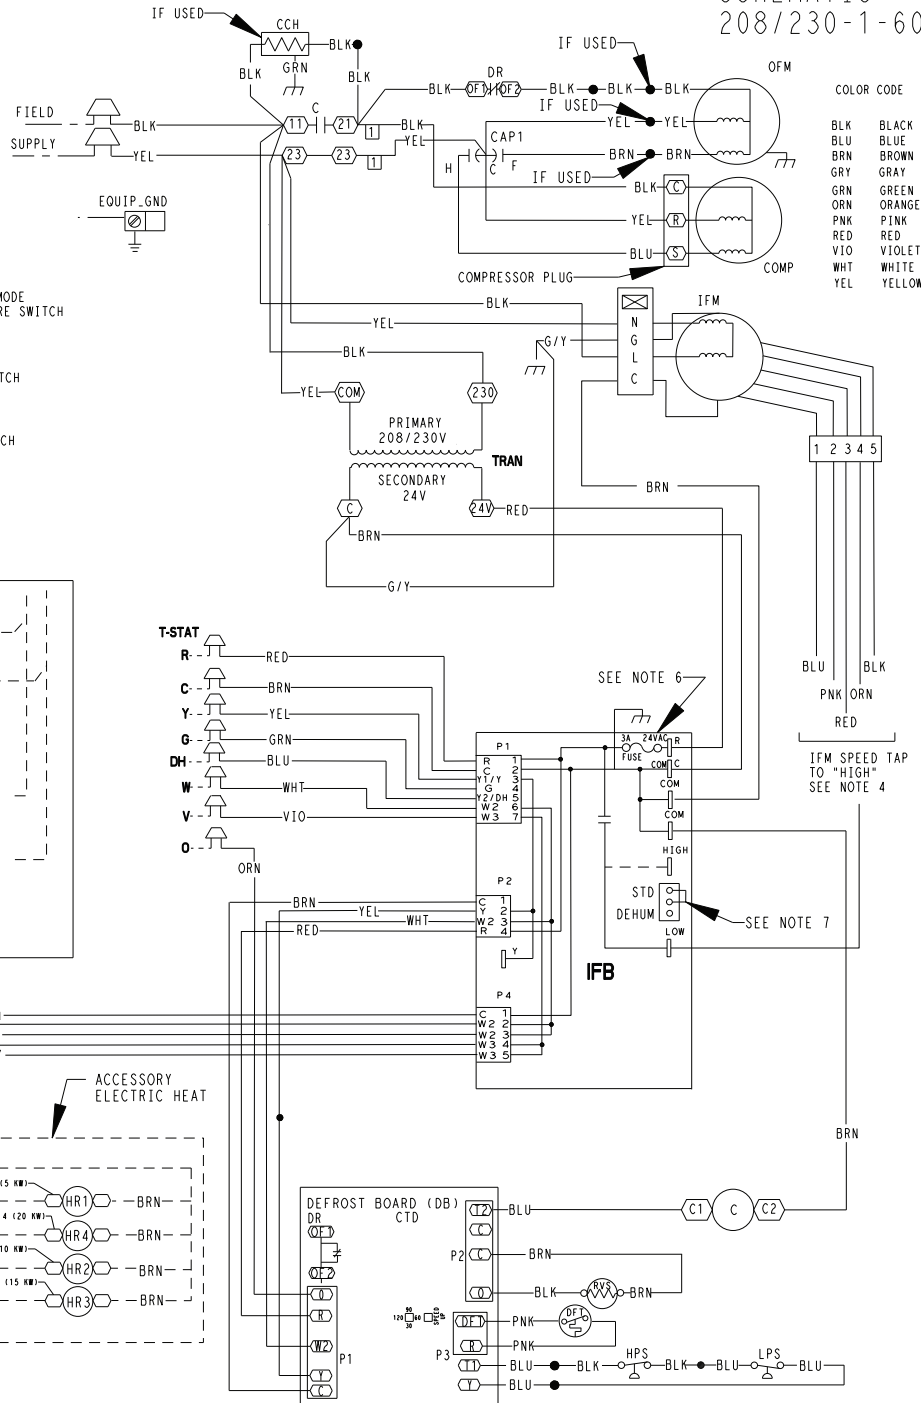 208/230-1-60
IF USED
CCH
BLK
BLK
GRN
BLK
IF USED
OFM
COLOR CODE
DR
BLK
OF1
OF2
BLK
BLK
BLK
FIELD
BLK
11
C
21
1
BLK
IF USED
YEL
YEL
SUPPLY
YEL
23
23
1
YEL
CAP1
H
C
F
BRN
BRN
IF USED
BLK BLACK
BLU BLUE
BRN BROWN
GRY GRAY
GRN GREEN
ORN ORANGE
PNK PINK
RED RED
VIO VIOLET
WHT WHITE
YEL YELLOW
EQUIP_GND
BLK
C
YEL
R
BLU
S
COMP
COMPRESSOR PLUG
MODE
RE SWITCH
TCH
CH
BLK
YEL
BLK
IFM
N
G
L
C
G/Y
YEL
COM
230
PRIMARY
208/230V
TRAN
SECONDARY
24V
C
24V
RED
BRN
BRN
G/Y
1 2 3 4 5
BLU
PNK
RED
ORN
BLK
IFM SPEED TAP
TO "HIGH"
SEE NOTE 4
T-STAT
R
RED
C
BRN
Y
YEL
G
GRN
DH
BLU
W
WHT
V
VIO
O
ORN
SEE NOTE 6
P1
R 1
C 2
Y1/Y 3
G 4
Y2/DH 5
W2 6
W3 7
3A
24VAC
FUSE
R
COM
C
COM
COM
HIGH
STD
DEHUM
SEE NOTE 7
LOW
IFB
P2
C 1
Y 2
W2 3
R 4
BRN
YEL
WHT
RED
Y
P4
C 1
W2 2
W2 3
W3 4
W3 5
ACCESSORY
ELECTRIC HEAT
(5 KW)
HR1
BRN
4 (20 KW)
HR4
BRN
10 KW)
HR2
BRN
(15 KW)
HR3
BRN
BRN
DEFROST BOARD (DB)
CTD
DR
OF1
OF2
T2
BLU
C1
C
C2
C
P2
C
BRN
O
BLK
RVS
BRN
O
R
W2
P1
Y
C
90
120
60
30
SPEED
UP
DFT
PNK
DFT
R
PNK
P3
T1
BLU
BLK
HPS
BLK
BLU
LPS
BLU
Y
BLU